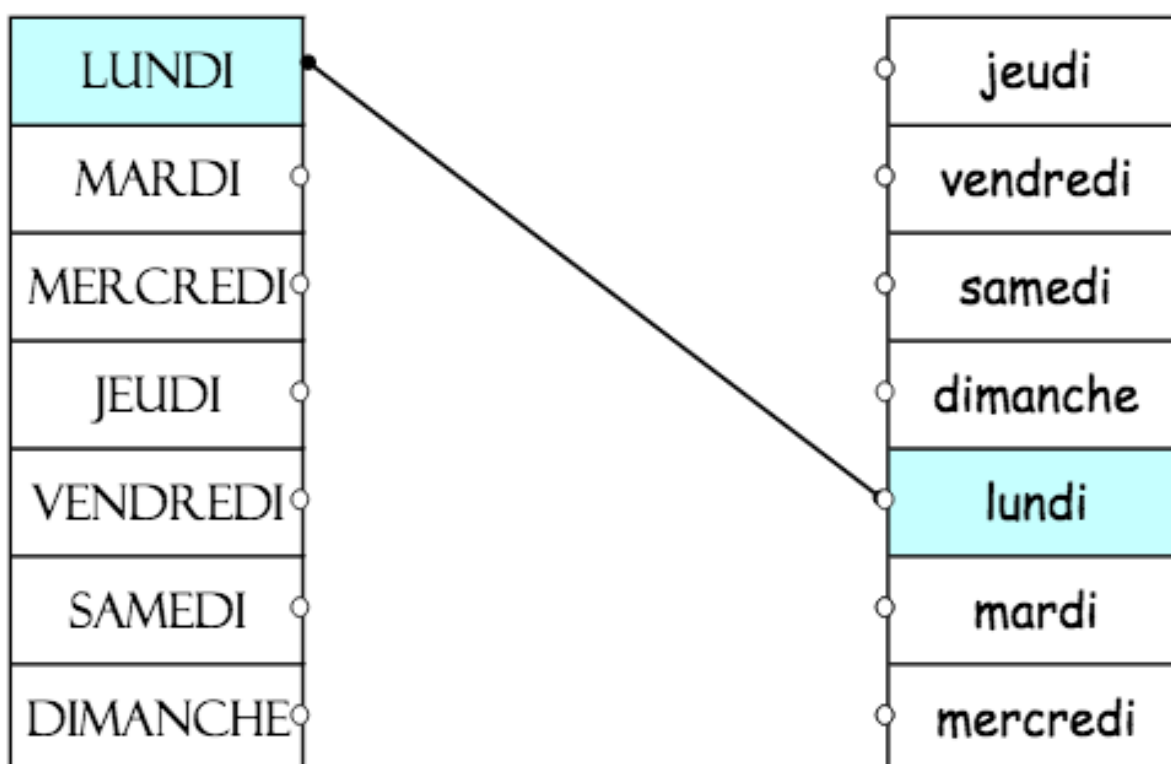 LUNDI
MARDI
MERCREDI
JEUDI
VENDREDI
SAMEDI
DIMANCHE
jeudi
vendredi
samedi
dimanche
lundi
mardi
mercredi